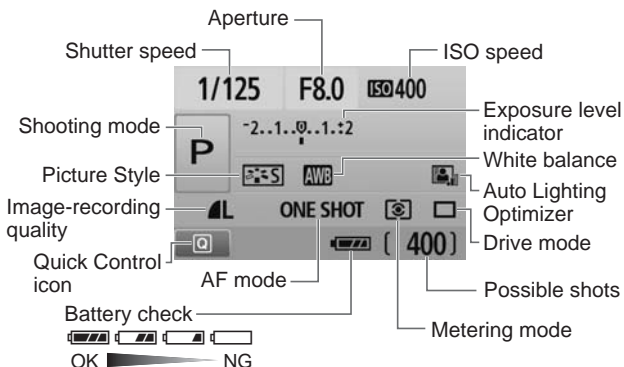 Aperture
Shutter speed
ISO speed
1/125 F8.0 ISO 400
Exposure level
indicator
Shooting mode
-2..1..0..1..+2
P
White balance
Picture Style
S AWB
Auto Lighting
Optimizer
Image-recording
quality
L ONE SHOT
Drive mode
Q [400]
Quick Control
icon
AF mode
Possible shots
Battery check
Metering mode
OK NG